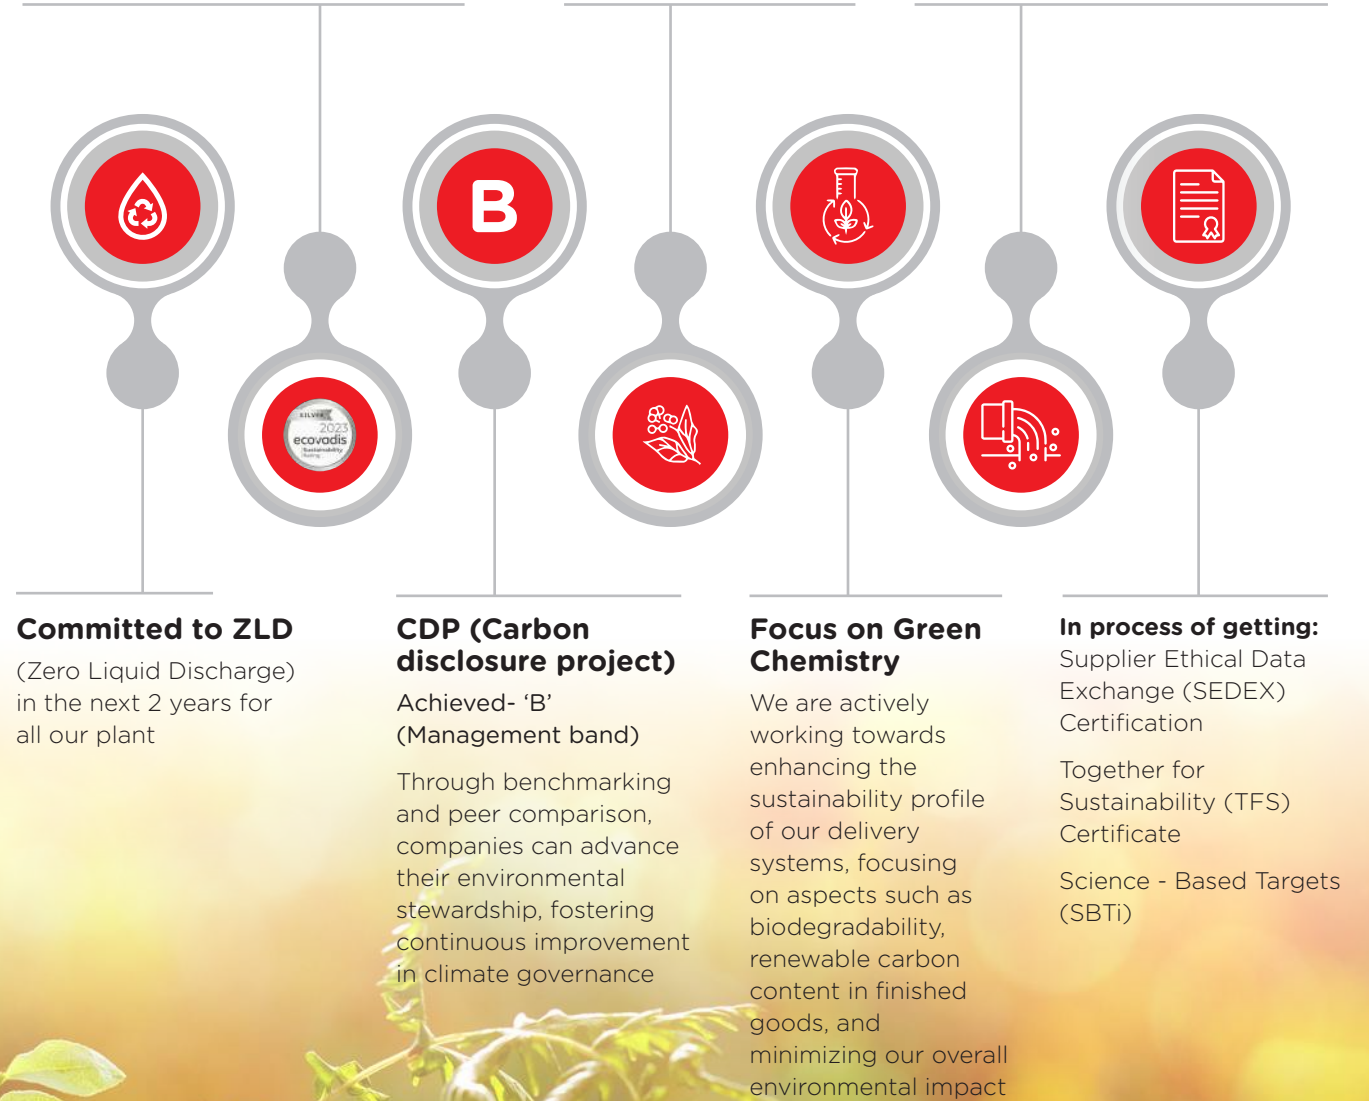 B
SILVER
2023
ecovadis
Sustainability
Rating
Committed to ZLD
(Zero Liquid Discharge)
in the next 2 years for
all our plant
CDP (Carbon
disclosure project)
Achieved- ‘B’
(Management band)
Through benchmarking
and peer comparison,
companies can advance
their environmental
stewardship, fostering
continuous improvement
in climate governance
Focus on Green
Chemistry
We are actively
working towards
enhancing the
sustainability profile
of our delivery
systems, focusing
on aspects such as
biodegradability,
renewable carbon
content in finished
goods, and
minimizing our overall
environmental impact
In process of getting:
Supplier Ethical Data
Exchange (SEDEX)
Certification
Together for
Sustainability (TFS)
Certificate
Science - Based Targets
(SBTi)